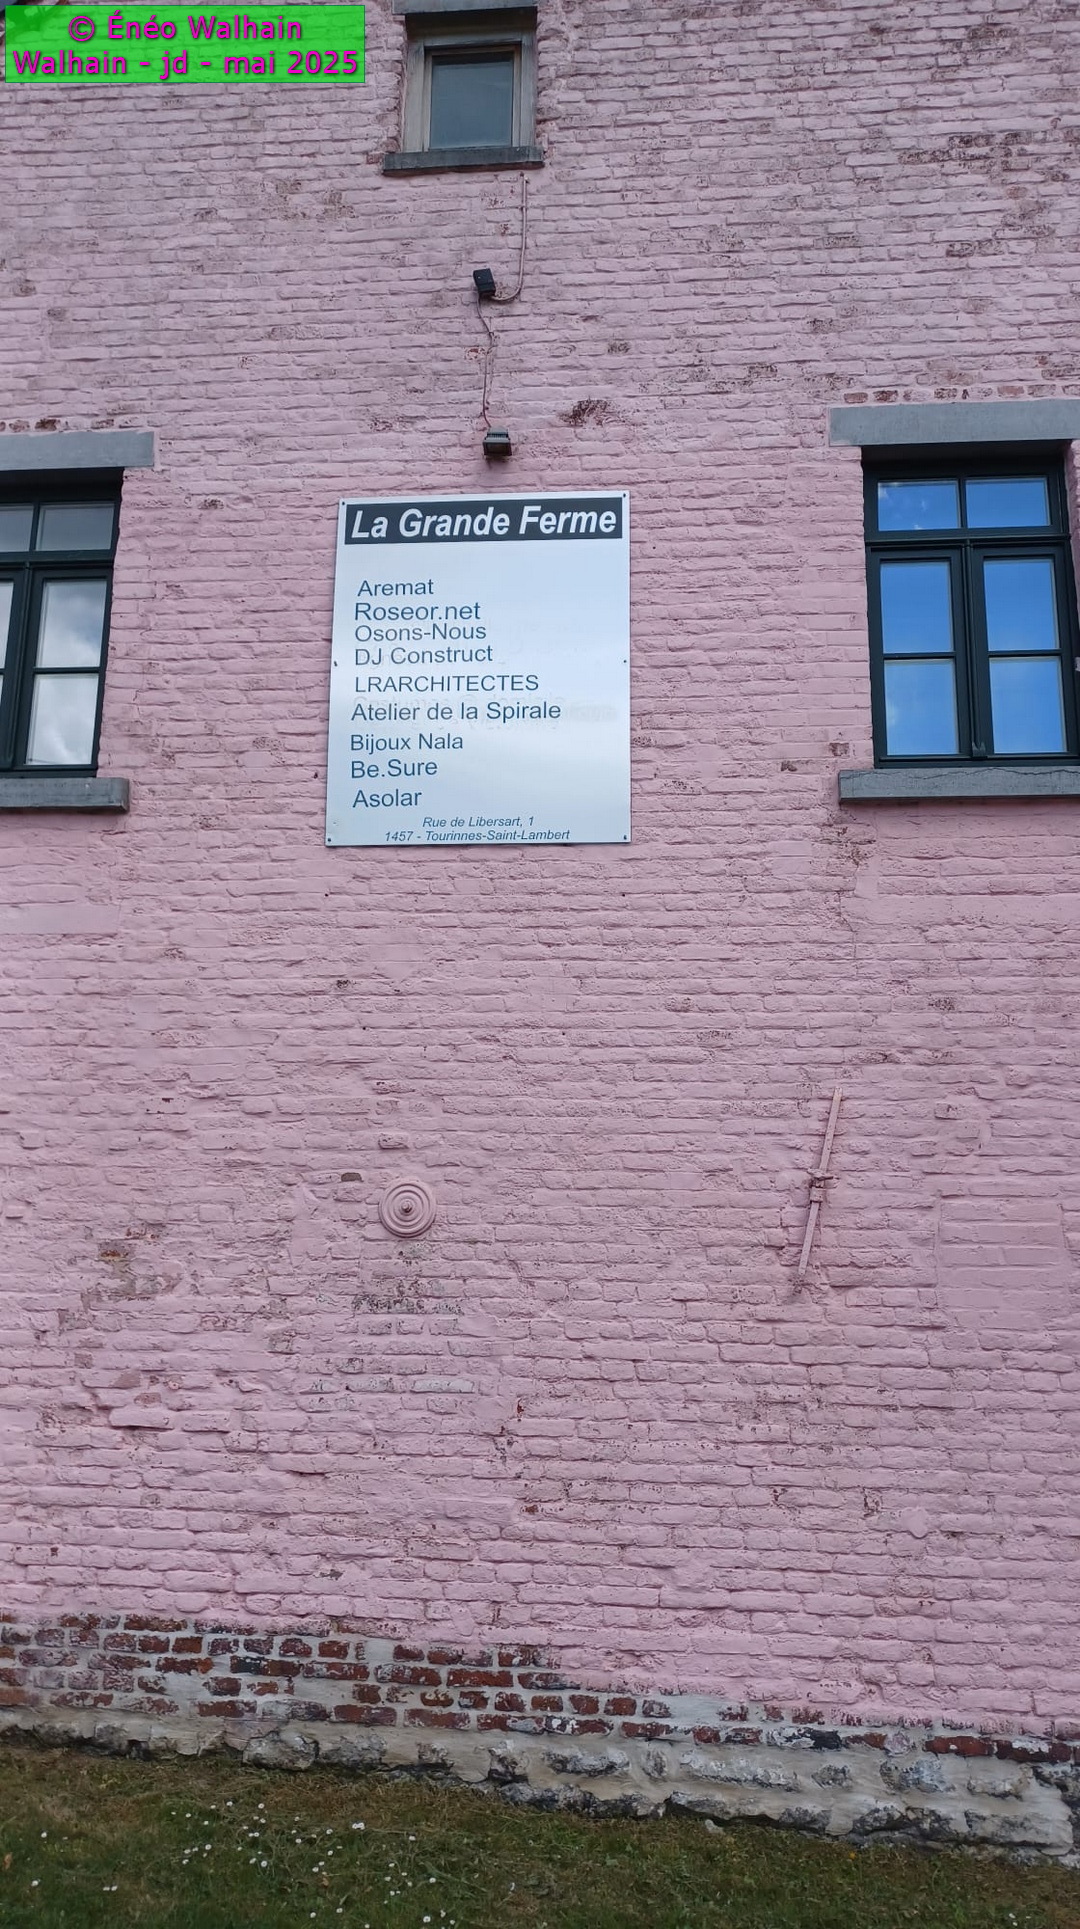 © Énéo Walhain
Walhain - jd - mai 2025
La Grande Ferme
Aremat
Roseor.net
Osons-Nous
DJ Construct
LRARCHITECTES
Atelier de la Spirale
Bijoux Nala
Be.Sure
Asolar
Rue de Libersart, 1
1457 - Tourinnes-Saint-Lambert